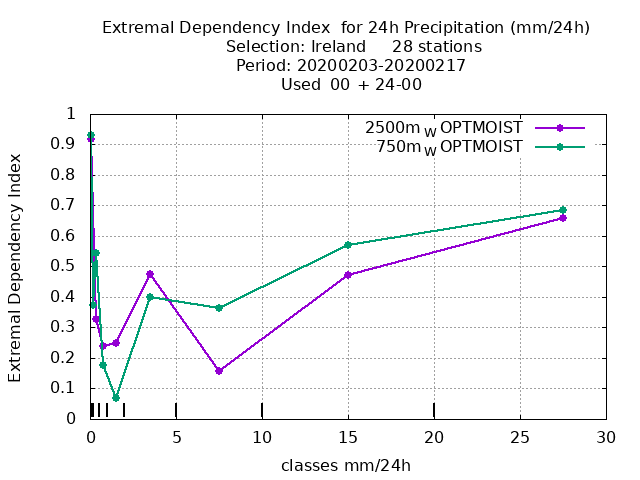 Extremal Dependency Index  for 24h Precipitation (mm/24h)
Selection: Ireland     28 stations
Period: 20200203-20200217
Used  00 + 24-00
2500m W OPTMOIST
750m W OPTMOIST
Extremal Dependency Index
1
0.9
0.8
0.7
0.6
0.5
0.4
0.3
0.2
0.1
0
0 5 10 15 20 25 30
classes mm/24h